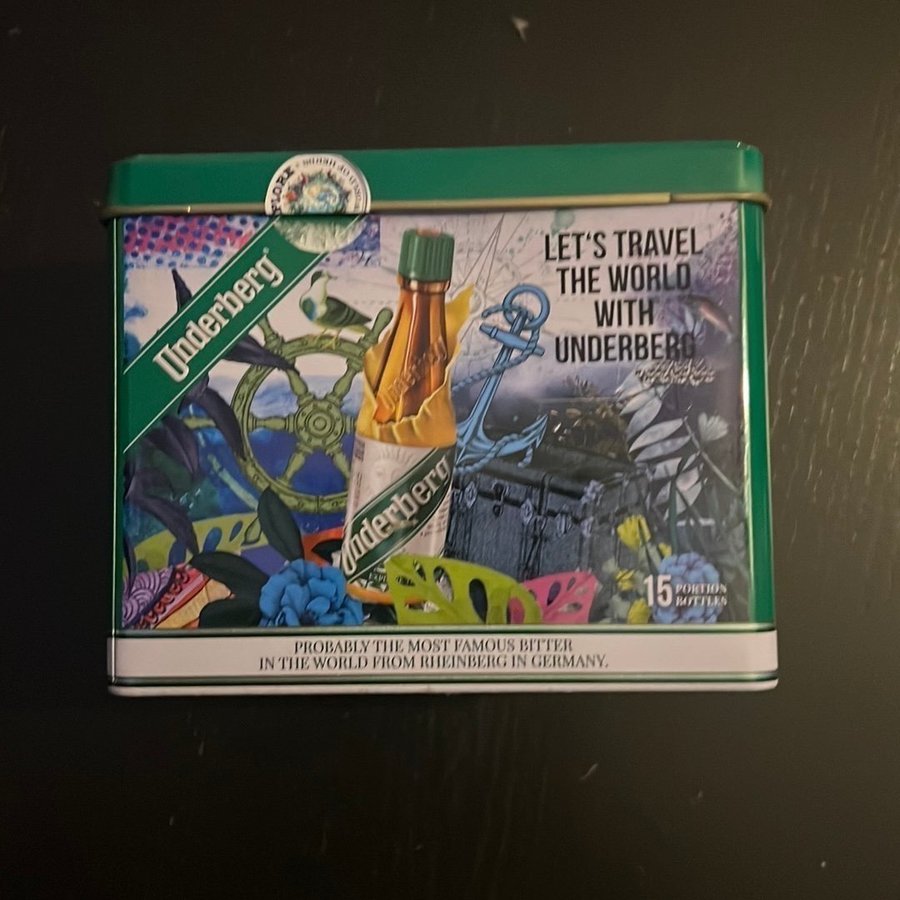 Underberg
LET'S TRAVEL
THE WORLD
WITH
UNDERBERG
Underberg
15 PORTION
BOTTLES
PROBABLY THE MOST FAMOUS BITTER
IN THE WORLD FROM RHEINBERG IN GERMANY.